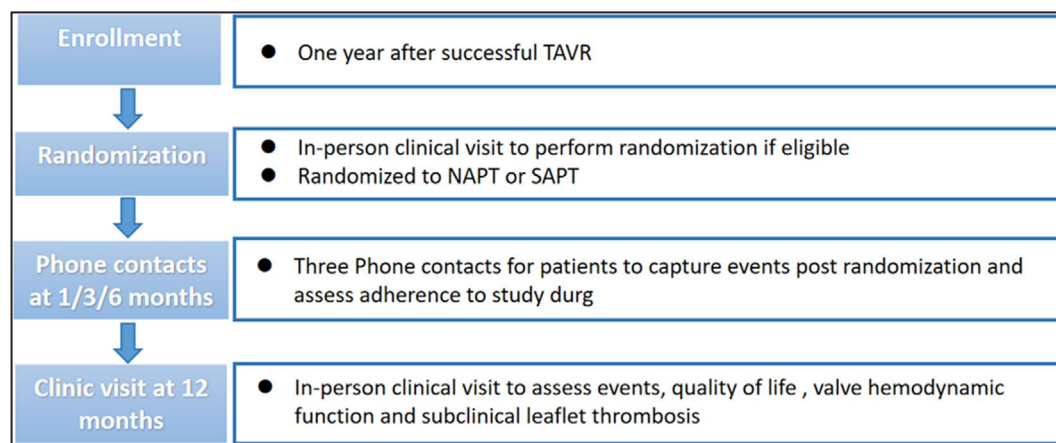 Enrollment
● One year after successful TAVR
Randomization
● In-person clinical visit to perform randomization if eligible
● Randomized to NAPT or SAPT
Phone contacts
at 1/3/6 months
● Three Phone contacts for patients to capture events post randomization and
assess adherence to study durg
Clinic visit at 12
months
● In-person clinical visit to assess events, quality of life , valve hemodynamic
function and subclinical leaflet thrombosis